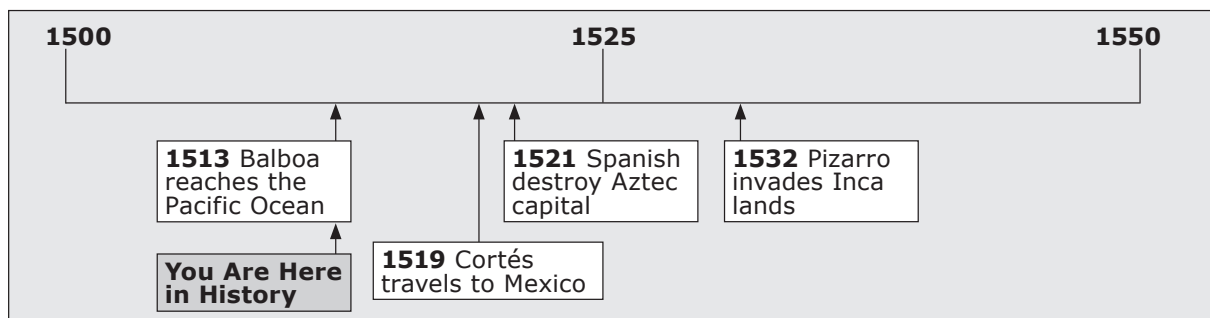 1500 1525 1550
1513 Balboa
reaches the
Pacific Ocean
You Are Here
in History
1519 Cortés
travels to Mexico
1521 Spanish
destroy Aztec
capital
1532 Pizarro
invades Inca
lands